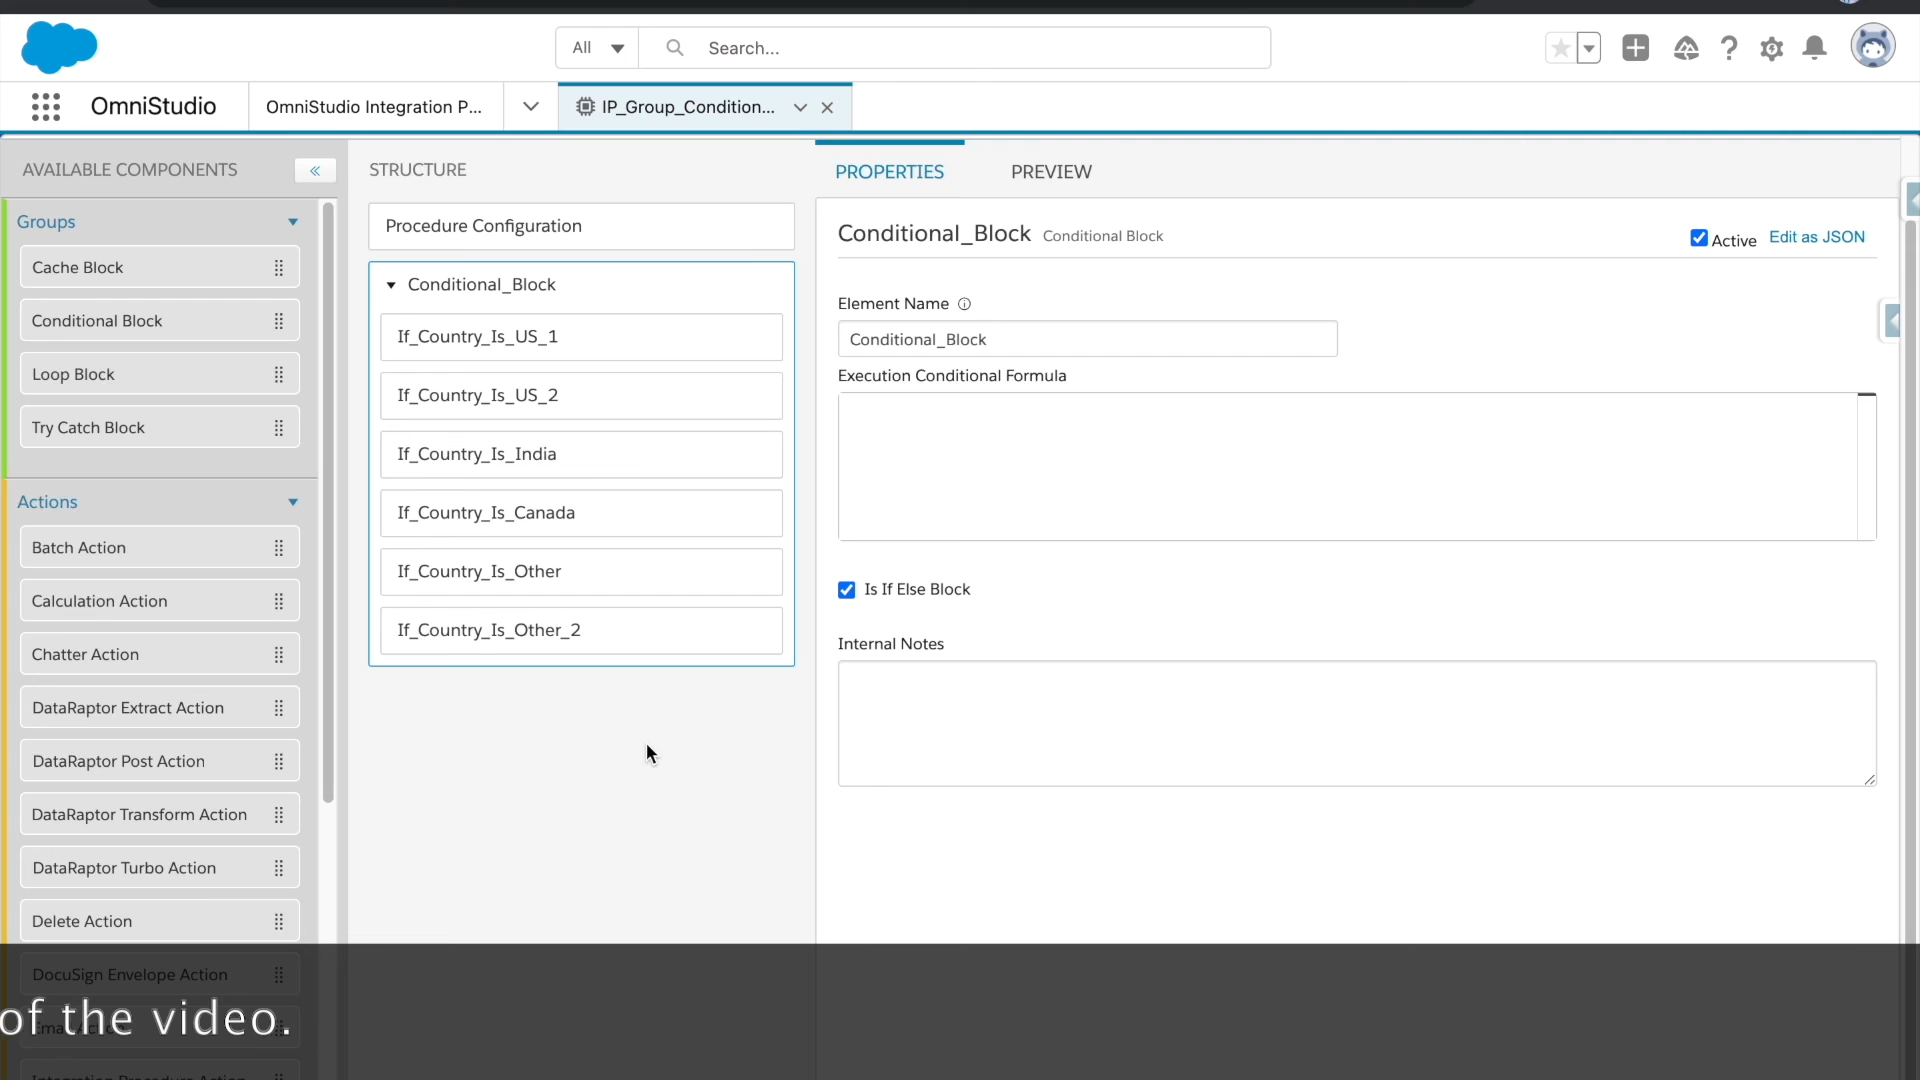 All
Search...
OmniStudio
OmniStudio Integration P...
IP_Group_Condition...
AVAILABLE COMPONENTS
Groups
Cache Block
Conditional Block
Loop Block
Try Catch Block
Actions
Batch Action
Calculation Action
Chatter Action
DataRaptor Extract Action
DataRaptor Post Action
DataRaptor Transform Action
DataRaptor Turbo Action
Delete Action
DocuSign Envelope Action
STRUCTURE
Procedure Configuration
Conditional_Block
If_Country_Is_US_1
If_Country_Is_US_2
If_Country_Is_India
If_Country_Is_Canada
If_Country_Is_Other
If_Country_Is_Other_2
PROPERTIES
PREVIEW
Conditional_Block Conditional Block
Active Edit as JSON
Element Name
Conditional_Block
Execution Conditional Formula
Is If Else Block
Internal Notes
of the video.